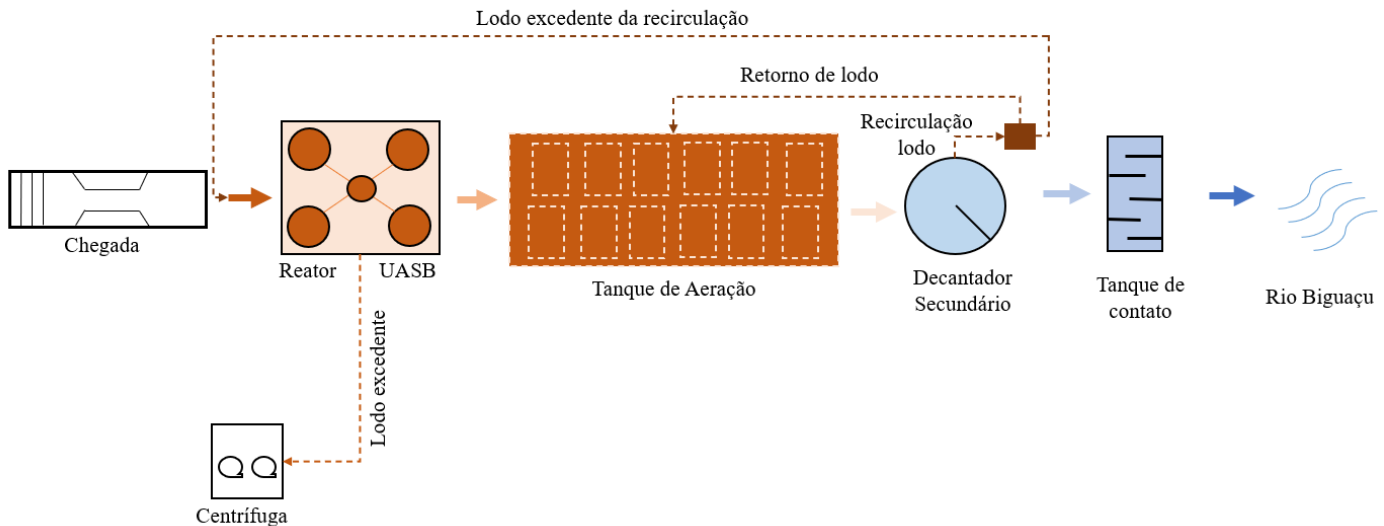 Lodo excedente da recirculação
Retorno de lodo
Recirculação
lodo
Chegada
Reator UASB
Tanque de Aeração
Decantador
Secundário
Tanque de
contato
Rio Biguaçu
Lodo excedente
Centrífuga